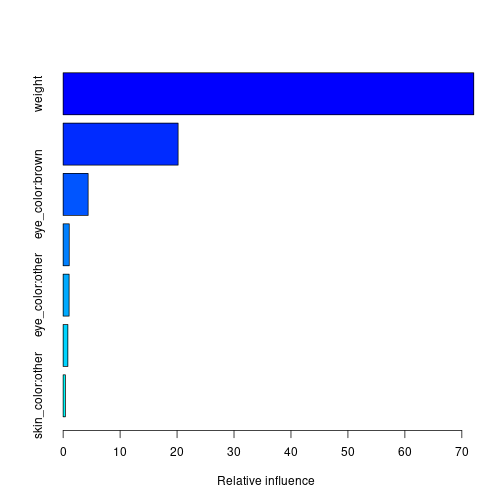 weight
eye_color:brown
eye_color:other
skin_color:other
0 10 20 30 40 50 60 70
Relative influence